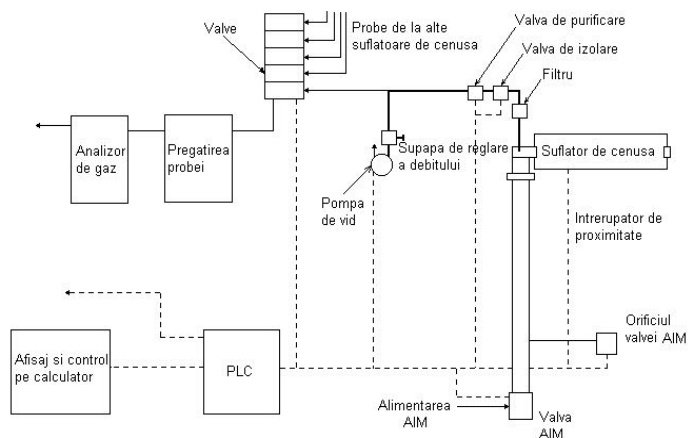 Valve
Probe de la alte
suflatoare de cenusa
Valva de purificare
Valva de izolare
Filtru
Analizor
de gaz
Pregatirea
probei
Supapa de reglare
a debitului
Suflator de cenusa
Pompa
de vid
Intrerupator de
proximitate
Afisaj si control
pe calculator
PLC
Orificiul
valvei AIM
Alimentarea
AIM
Valva
AIM